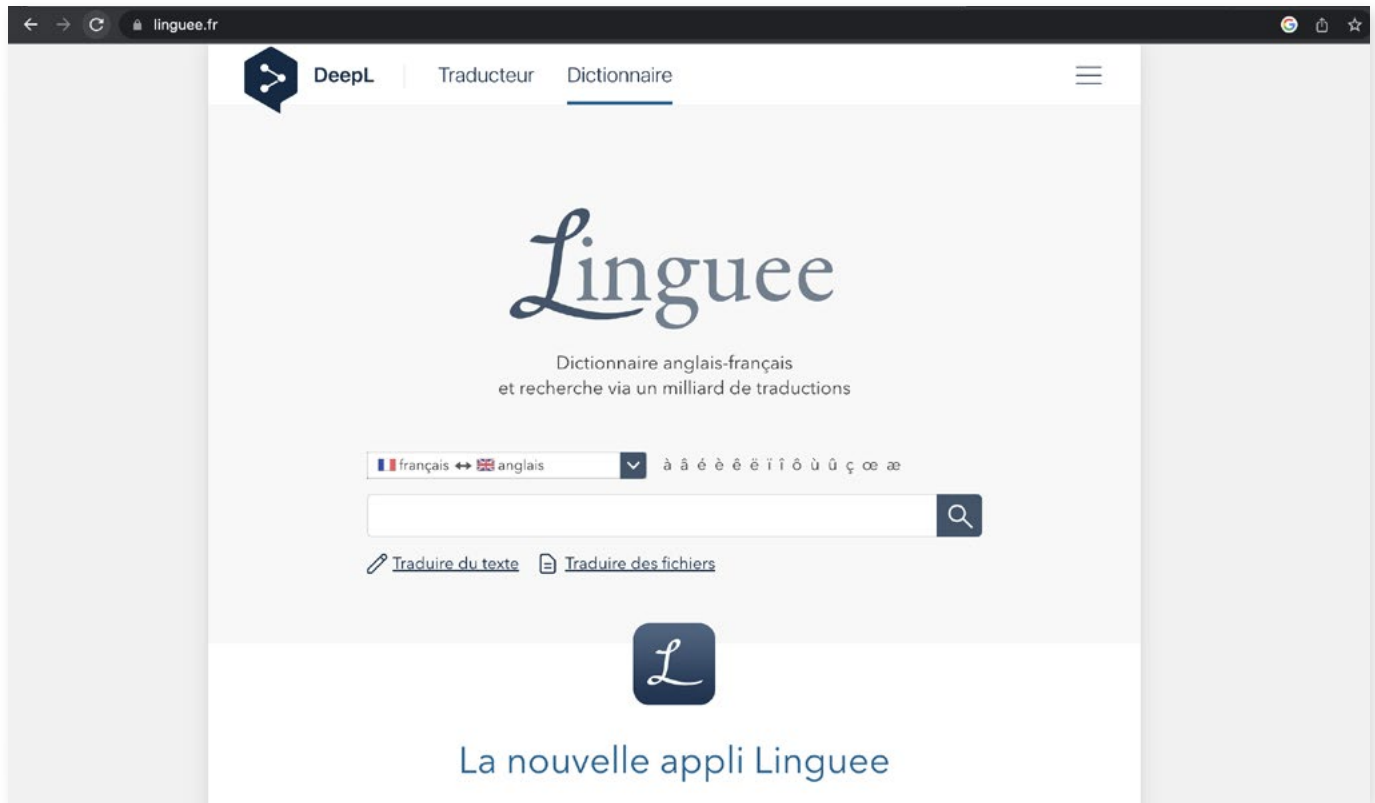 linguee.fr
DeepL Traducteur Dictionnaire
Linguee
Dictionnaire anglais-français
et recherche via un milliard de traductions
français ↔ anglais à â é è ê ë ï î ô ù û ç œ æ
Traduire du texte Traduire des fichiers
L
La nouvelle appli Linguee